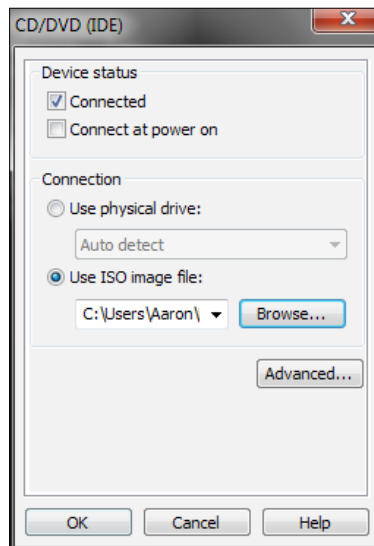 CD/DVD (IDE)
Device status
Connected
Connect at power on
Connection
Use physical drive:
Auto detect
Use ISO image file:
C:\Users\Aaron\ Browse...
Advanced...
OK Cancel Help